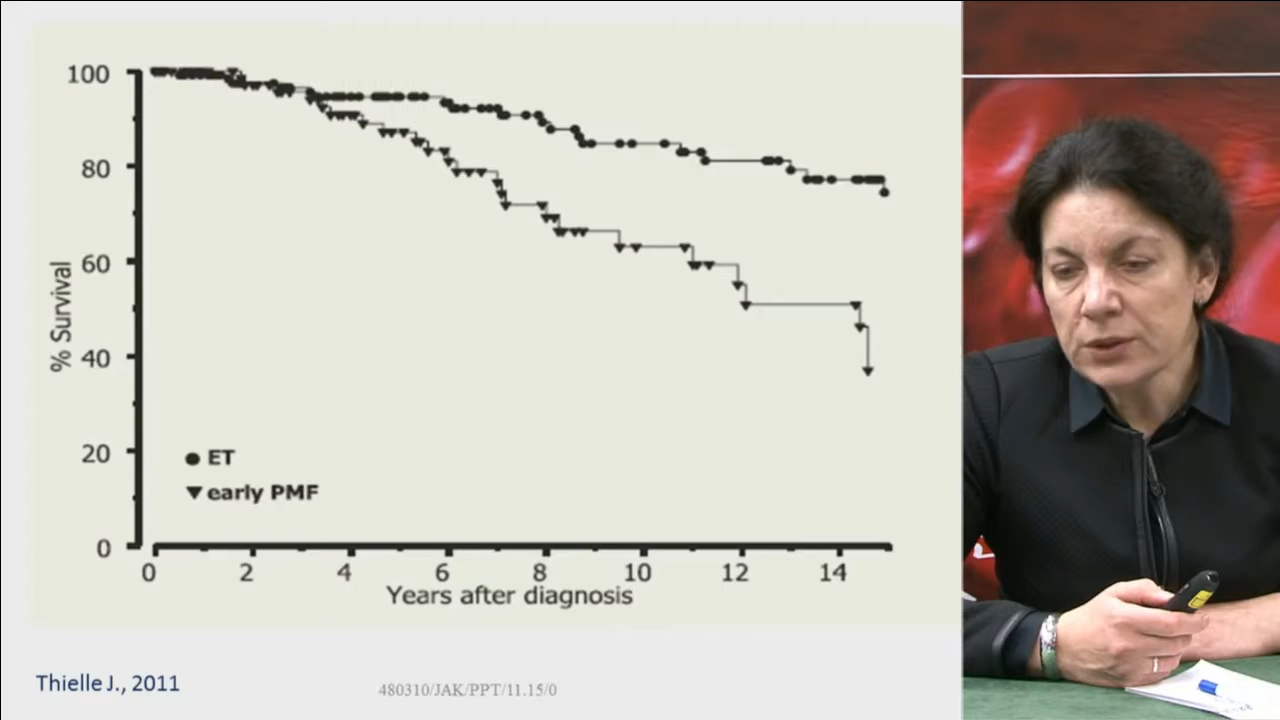 100
80
60
40
20
0
% Survival
ET
early PMF
0 2 4 6 8 10 12 14
Years after diagnosis
Thielle J., 2011
480310/JAK/PPT/11.15/0